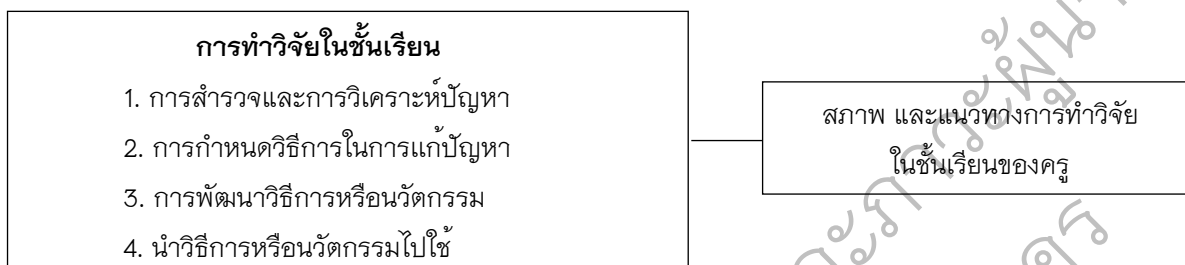 การทำวิจัยในชั้นเรียน
1. การสำรวจและการวิเคราะห์ปัญหา
2. การกำหนดวิธีการในการแก้ปัญหา
3. การพัฒนาวิธีการหรือนวัตกรรม
4. นำวิธีการหรือนวัตกรรมไปใช้
สภาพ และแนวทางการทำวิจัย
ในชั้นเรียนของครู